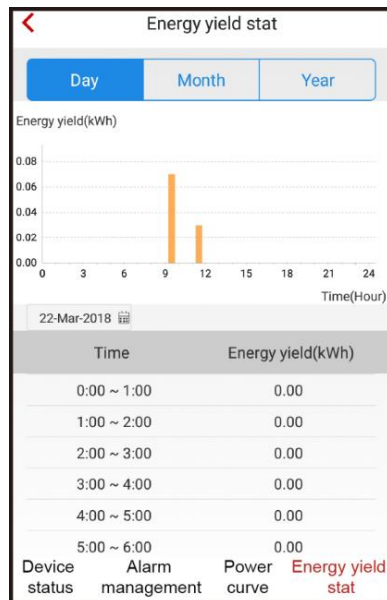 Energy yield stat
Day Month Year
Energy yield(kWh)
0.08
0.06
0.04
0.02
0.00
0 3 6 9 12 15 18 21 24
Time(Hour)
22-Mar-2018
Time Energy yield(kWh)
0:00 ~ 1:00 0.00
1:00 ~ 2:00 0.00
2:00 ~ 3:00 0.00
3:00 ~ 4:00 0.00
4:00 ~ 5:00 0.00
5:00 ~ 6:00 0.00
Device Alarm Power Energy yield
status management curve stat